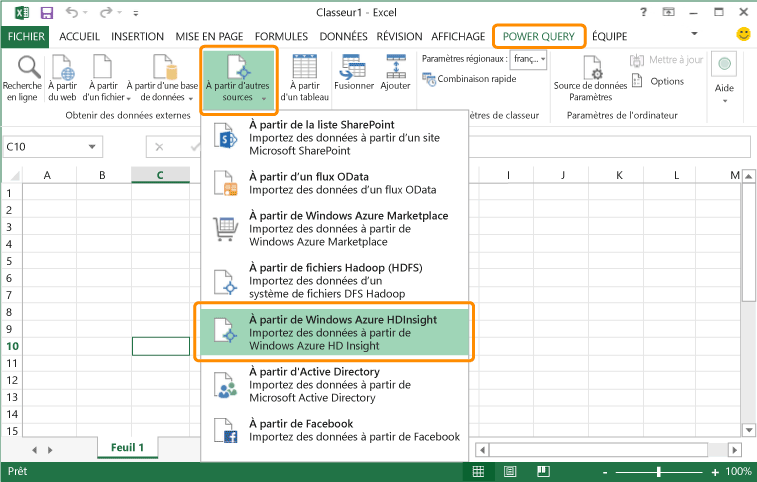 Classeur1 - Excel
FICHIER ACCUEIL INSERTION MISE EN PAGE FORMULES DONNÉES RÉVISION AFFICHAGE POWER QUERY ÉQUIPE
Recherche
en ligne
À partir
du web
À partir
d'un fichier
À partir d'une base
de données
À partir d'autres
sources
À partir
d'un tableau
Fusionner
Ajouter
Paramètres régionaux : franç...
Combinaison rapide
Source de données
Paramètres
Mettre à jour
Options
Aide
Obtenir des données externes
ètres de classeur
Paramètres de l'ordinateur
C10
À partir de la liste SharePoint
Importez des données à partir d'un site
Microsoft SharePoint
À partir d'un flux OData
Importez des données d'un flux OData
À partir de Windows Azure Marketplace
Importez des données à partir de
Windows Azure Marketplace
À partir de fichiers Hadoop (HDFS)
Importez des données d'un
système de fichiers DFS Hadoop
À partir de Windows Azure HDInsight
Importez des données à partir de
Windows Azure HD Insight
À partir d'Active Directory
Importez des données à partir de
Microsoft Active Directory
À partir de Facebook
Importez des données à partir de Facebook
A B C I J K L M
1
2
3
4
5
6
7
8
9
10
11
12
13
14
15
Feuil 1
Prêt
- + 100%